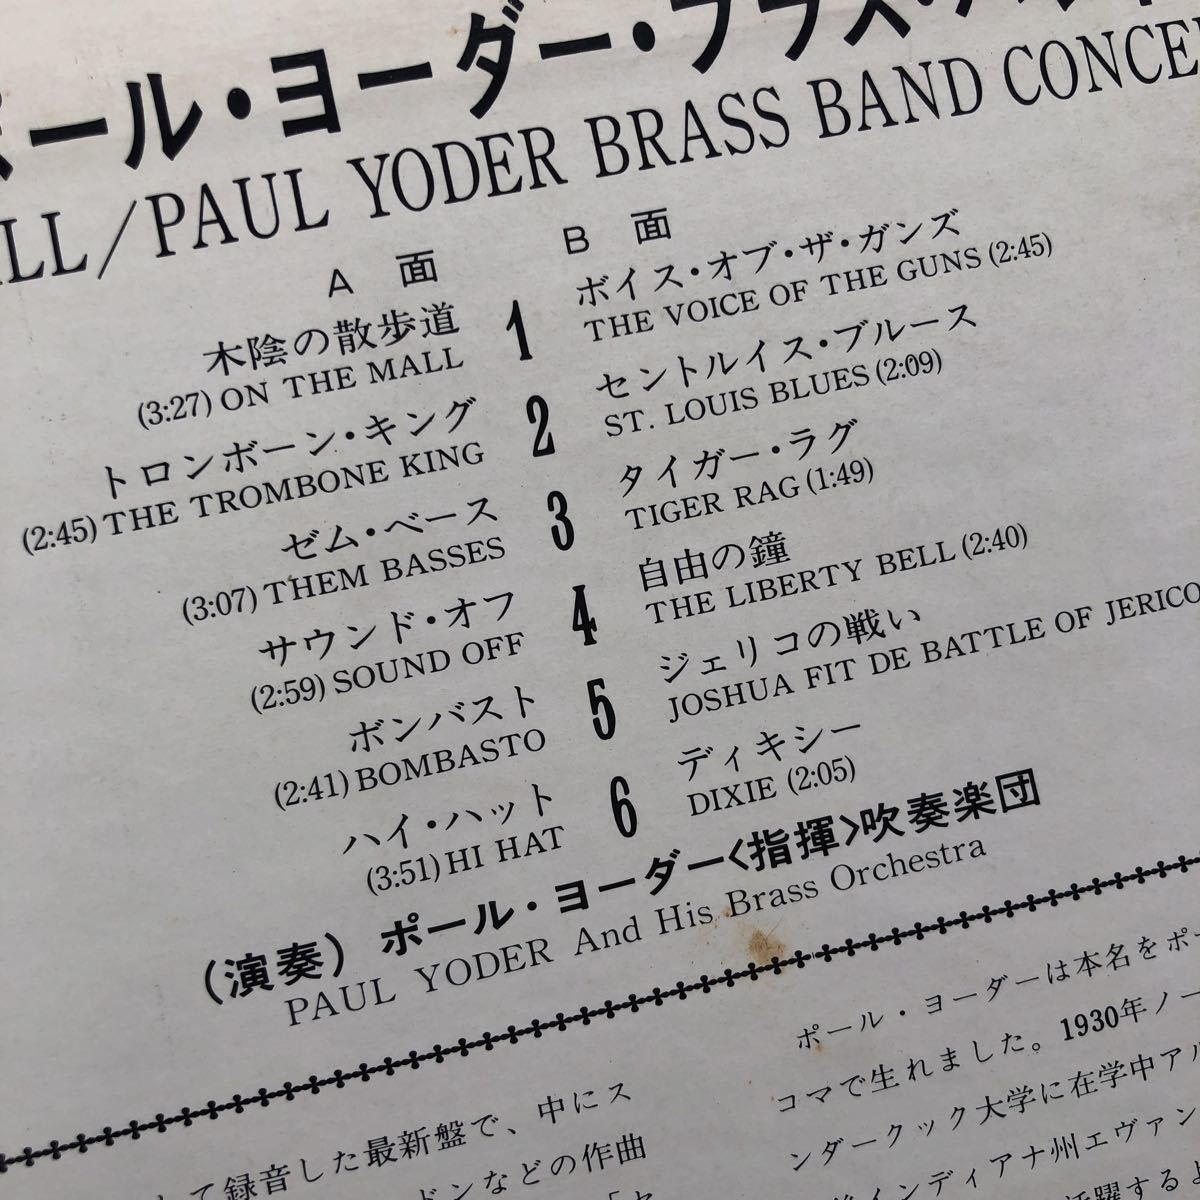 ポール・ヨーダー・ブラス・
ALL/PAUL YODER BRASS BAND CONCE
A 面
木陰の散歩道
(3:27) ON THE MALL
トロンボーン・キング
(2:45) THE TROMBONE KING
ゼム・ベース
(3:07) THEM BASSES
サウンド・オフ
(2:59) SOUND OFF
ボンバスト
(2:41) BOMBASTO
ハイ・ハット
(3:51) HI HAT
1
2
3
4
5
6
B 面
ボイス・オブ・ザ・ガンズ
THE VOICE OF THE GUNS (2:45)
セントルイス・ブルース
ST. LOUIS BLUES (2:09)
タイガー・ラグ
TIGER RAG (1:49)
自由の鐘
THE LIBERTY BELL (2:40)
ジェリコの戦い
JOSHUA FIT DE BATTLE OF JERICO
ディキシー
DIXIE (2:05)
(演奏) ポール・ヨーダー<指揮>吹奏楽団
PAUL YODER And His Brass Orchestra
て録音した最新盤で、中にス
ドンなどの作曲
ポール・ヨーダーは本名をポー
コマで生れました。1930年ノー
ンダークック大学に在学中アル
インディアナ州エヴァン
活躍する